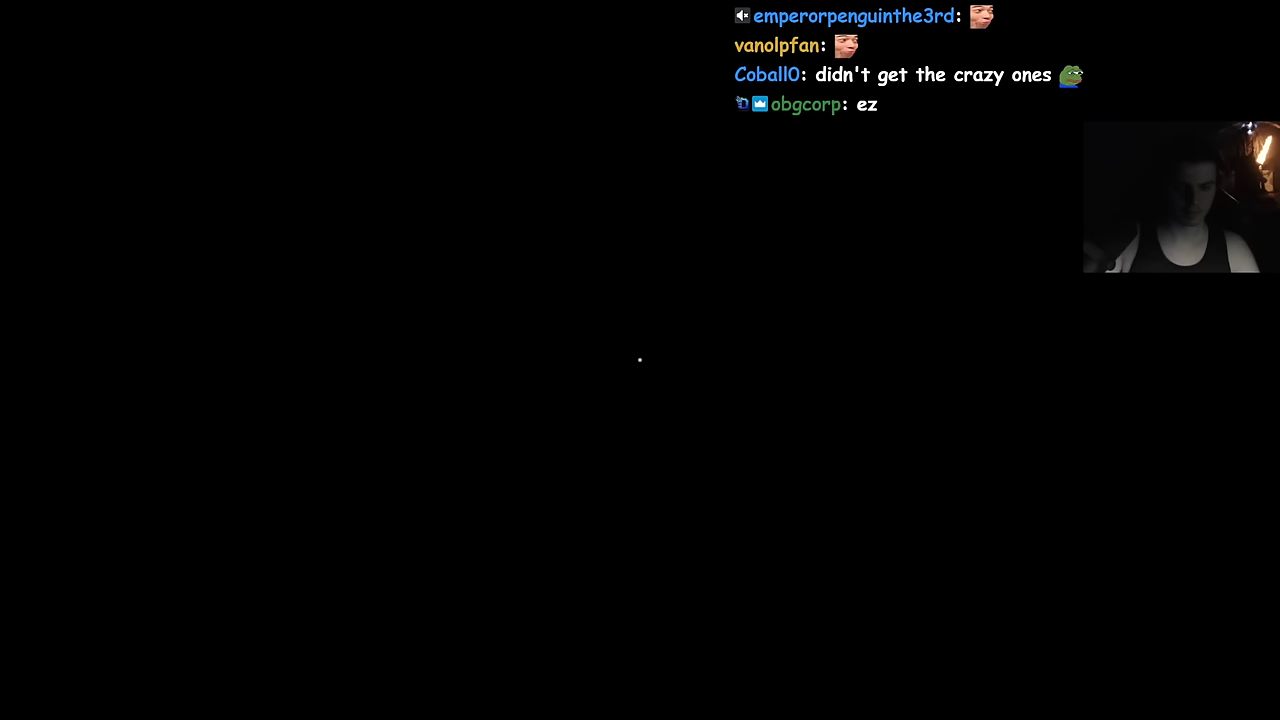 emperorpenguinthe3rd:
vanolpfan:
Coball0: didn't get the crazy ones
obgcorp: ez